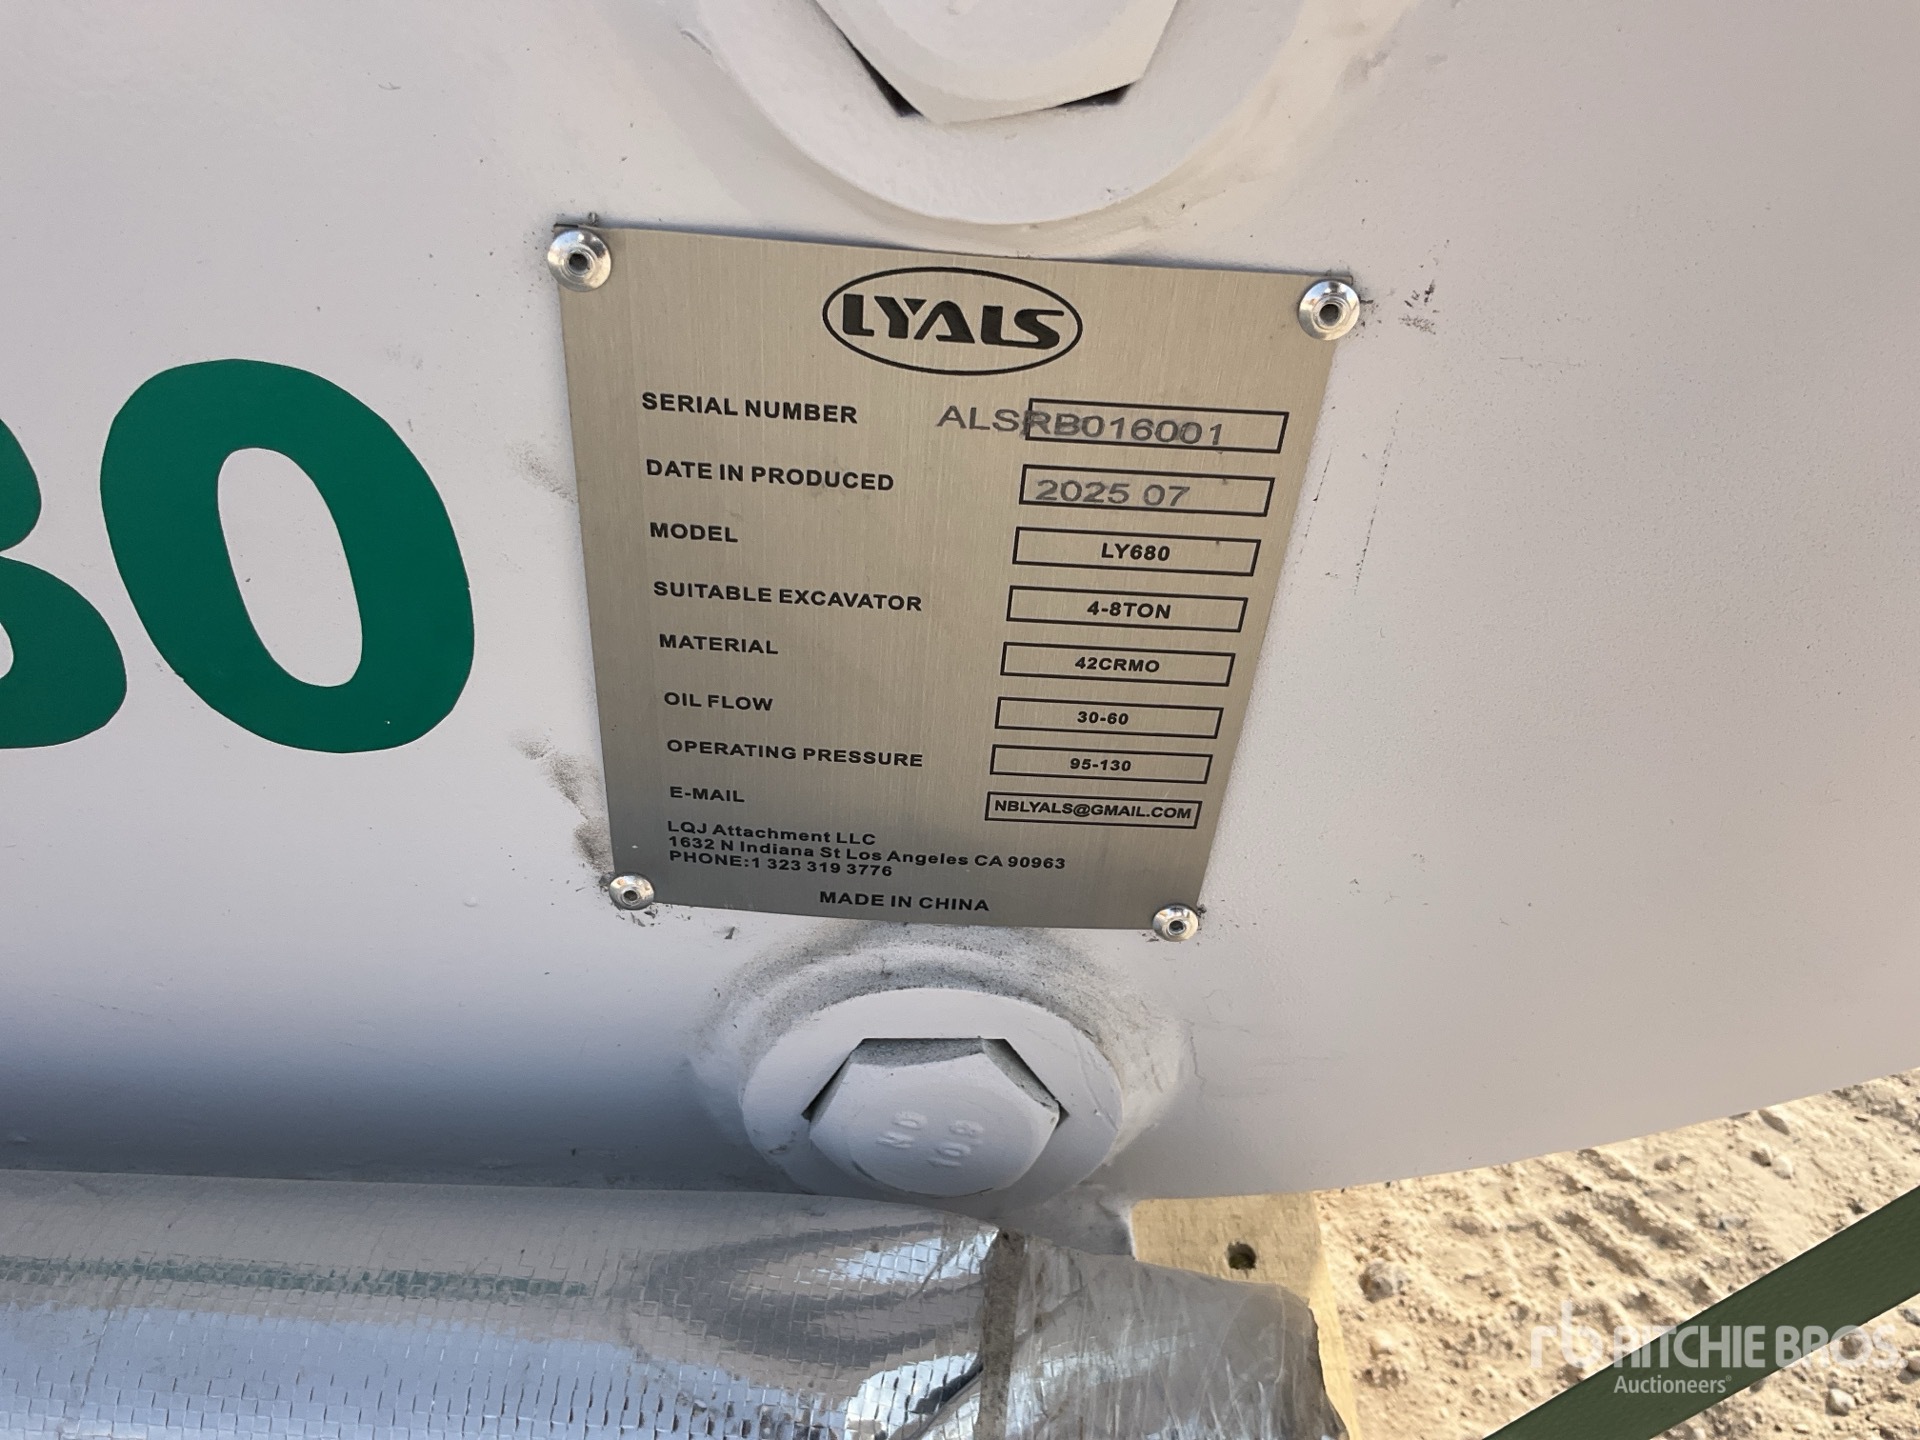 80
LYALS
SERIAL NUMBER ALSRB016001
DATE IN PRODUCED 2025 07
MODEL LY680
SUITABLE EXCAVATOR 4-8TON
MATERIAL 42CRMO
OIL FLOW 30-60
OPERATING PRESSURE 95-130
E-MAIL NBLYALS@GMAIL.COM
LQJ Attachment LLC
1632 N Indiana St Los Angeles CA 90963
PHONE:1 323 319 3776
MADE IN CHINA
rb RITCHIE BROS.
Auctioneers